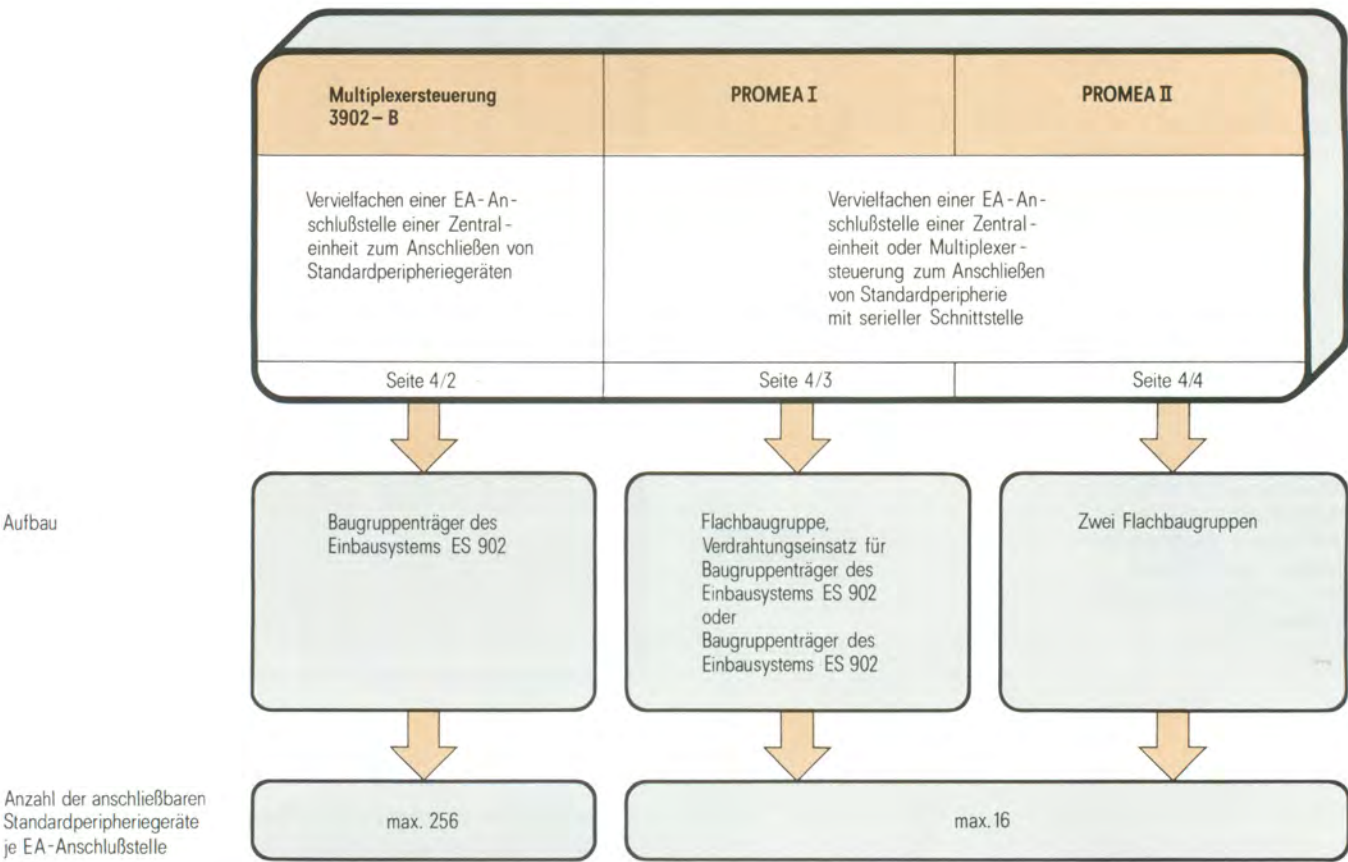 Multiplexersteuerung
3902 – B
PROMEA I
PROMEA II
Vervielfachen einer EA-An-
schlußstelle einer Zentral-
einheit zum Anschließen von
Standardperipheriegeräten
Vervielfachen einer EA-An-
schlußstelle einer Zentral-
einheit oder Multiplexer-
steuerung zum Anschließen
von Standardperipherie
mit serieller Schnittstelle
Seite 4/2
Seite 4/3
Seite 4/4
Aufbau
Baugruppenträger des
Einbausystems ES 902
Flachbaugruppe,
Verdrahtungseinsatz für
Baugruppenträger des
Einbausystems ES 902
oder
Baugruppenträger des
Einbausystems ES 902
Zwei Flachbaugruppen
Anzahl der anschließbaren
Standardperipheriegeräte
je EA-Anschlußstelle
max. 256
max. 16